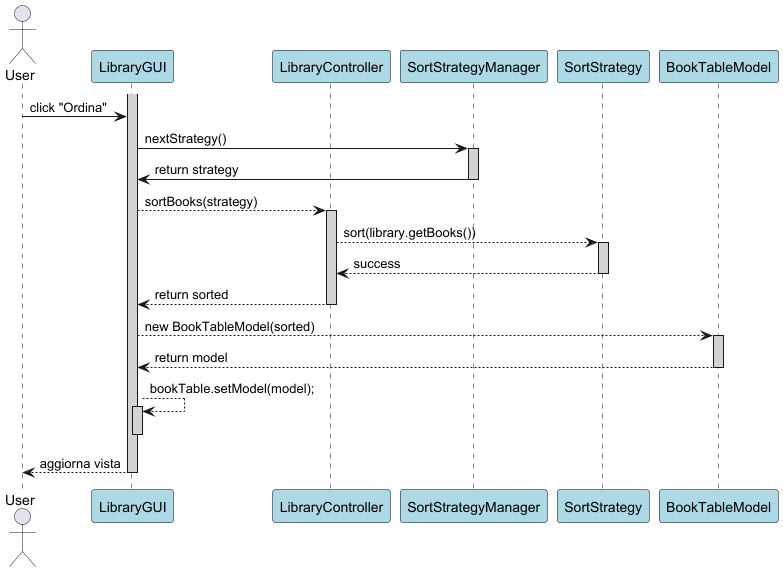 User
LibraryGUI
LibraryController
SortStrategyManager
SortStrategy
BookTableModel
click "Ordina"
nextStrategy()
return strategy
sortBooks(strategy)
sort(library.getBooks())
success
return sorted
new BookTableModel(sorted)
return model
bookTable.setModel(model);
aggiorna vista
User
LibraryGUI
LibraryController
SortStrategyManager
SortStrategy
BookTableModel